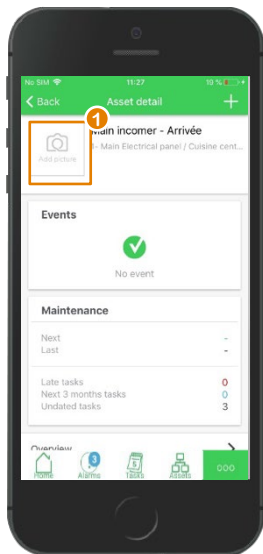 No SIM 11:27 10 %
Back Asset detail +
1
Main incomer - Arrivée
- Main Electrical panel / Cuisine cent...
Add picture
Events
No event
Maintenance
Next -
Last -
Late tasks 0
Next 3 months tasks 0
Undated tasks 3
Overview
3
5
Home Alarms Tasks Assets ooo